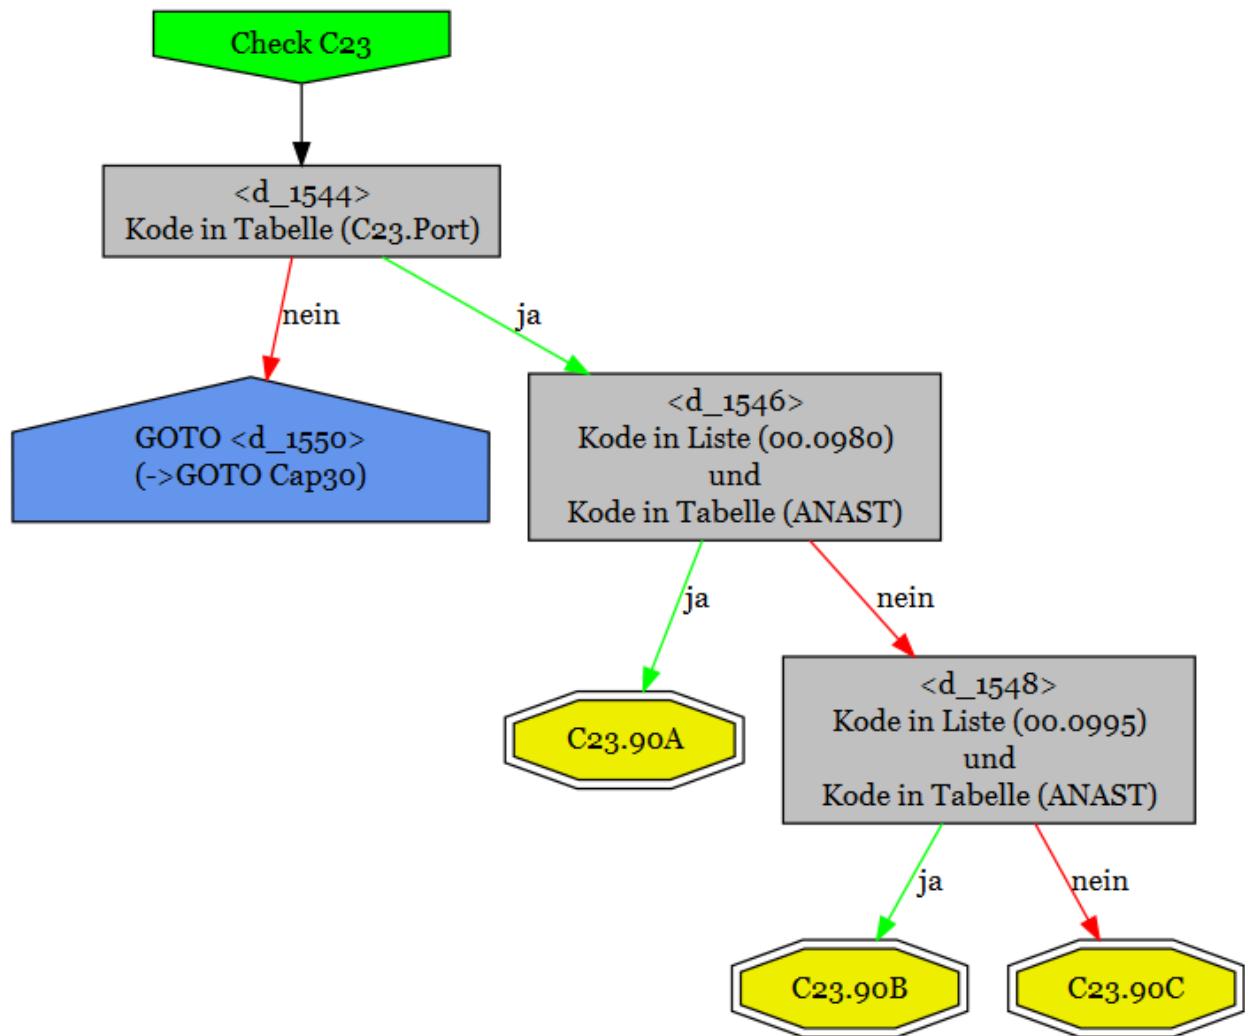 Check C23
<d_1544>
Kode in Tabelle (C23.Port)
nein
ja
GOTO <d_1550>
(->GOTO Cap30)
<d_1546>
Kode in Liste (00.0980)
und
Kode in Tabelle (ANAST)
ja
nein
C23.90A
<d_1548>
Kode in Liste (00.0995)
und
Kode in Tabelle (ANAST)
ja
nein
C23.90B
C23.90C